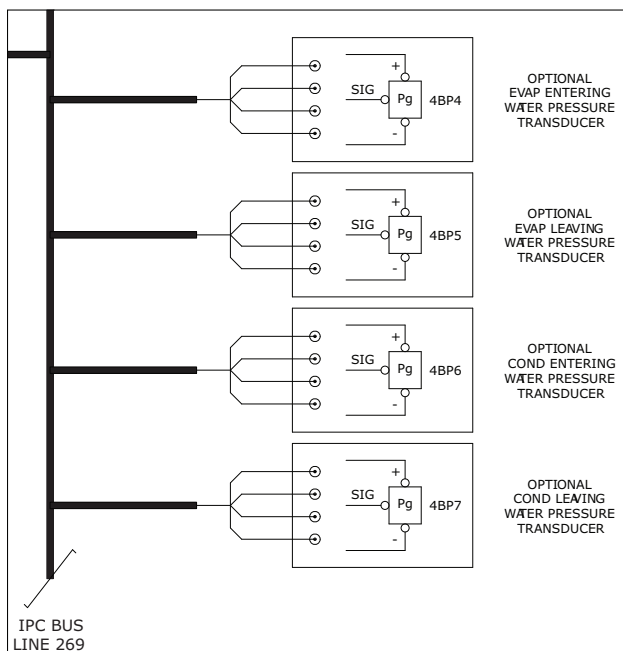 +
SIG
Pg
4BP4
-
OPTIONAL
EVAP ENTERING
WATER PRESSURE
TRANSDUCER
+
SIG
Pg
4BP5
-
OPTIONAL
EVAP LEAVING
WATER PRESSURE
TRANSDUCER
+
SIG
Pg
4BP6
-
OPTIONAL
COND ENTERING
WATER PRESSURE
TRANSDUCER
+
SIG
Pg
4BP7
-
OPTIONAL
COND LEAVING
WATER PRESSURE
TRANSDUCER
IPC BUS
LINE 269